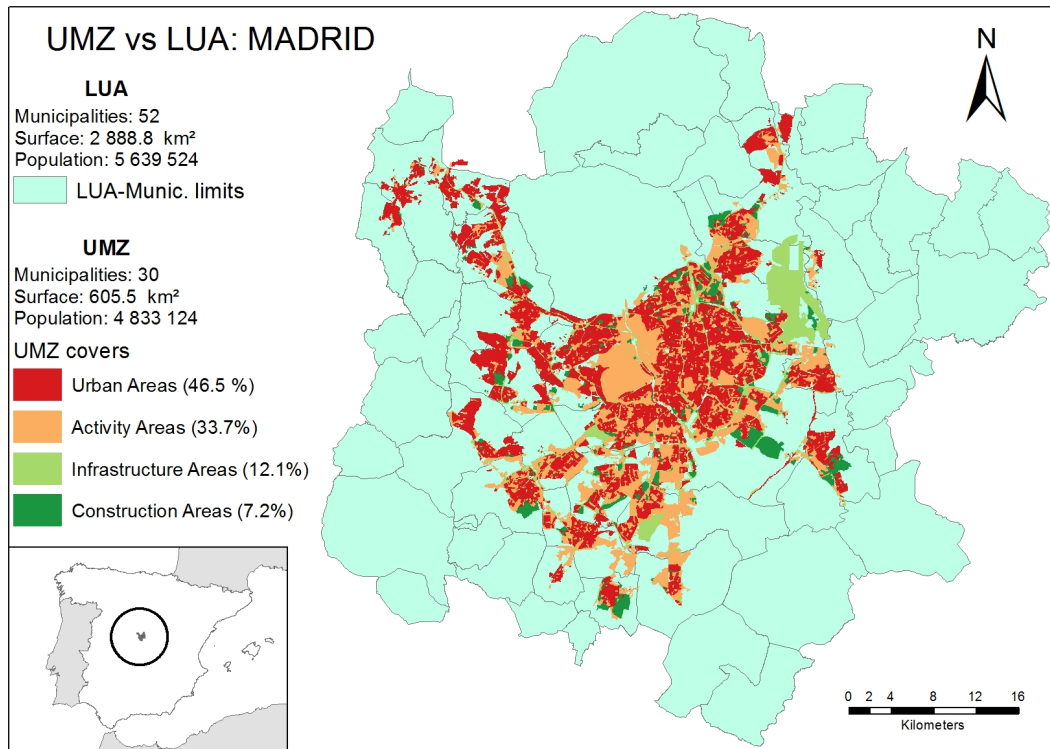 UMZ vs LUA: MADRID
LUA
Municipalities: 52
Surface: 2 888.8 km²
Population: 5 639 524
LUA-Munic. limits
UMZ
Municipalities: 30
Surface: 605.5 km²
Population: 4 833 124
UMZ covers
Urban Areas (46.5 %)
Activity Areas (33.7%)
Infrastructure Areas (12.1%)
Construction Areas (7.2%)
N
0 2 4 8 12 16
Kilometers